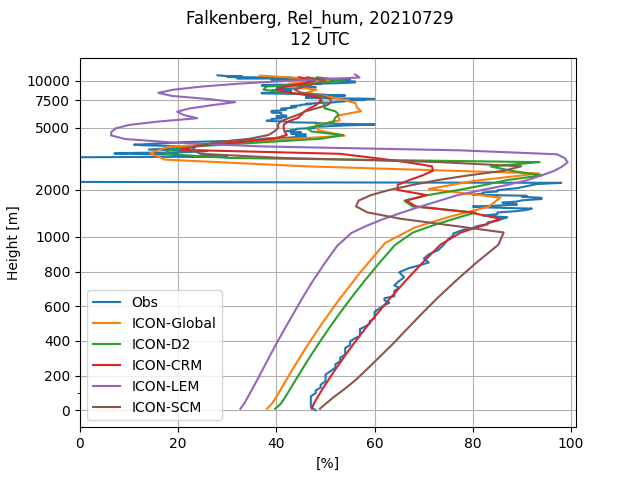 Falkenberg, Rel_hum, 20210729
12 UTC
Height [m]
10000
7500
5000
2000
1000
800
600
400
200
0
Obs
ICON-Global
ICON-D2
ICON-CRM
ICON-LEM
ICON-SCM
0 20 40 60 80 100
[%]